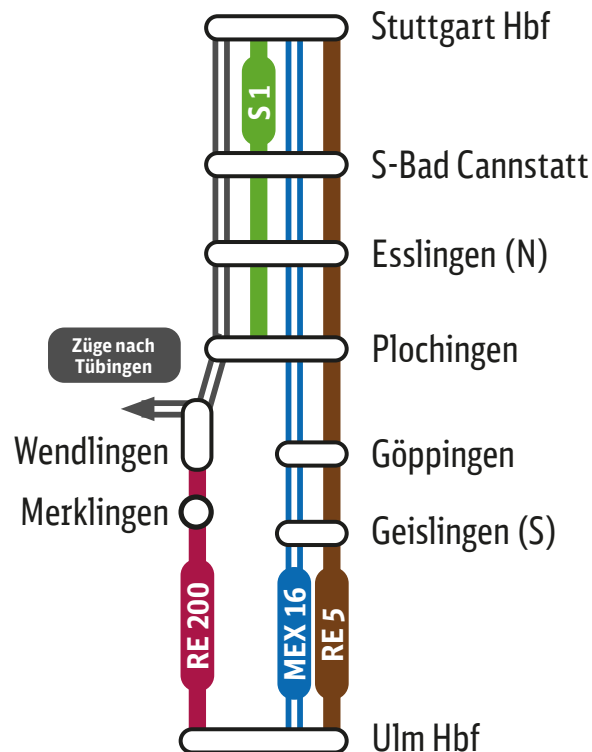 Stuttgart Hbf
S 1
S-Bad Cannstatt
Esslingen (N)
Züge nach
Tübingen
Plochingen
Wendlingen
Göppingen
Merklingen
Geislingen (S)
RE 200
MEX 16
RE 5
Ulm Hbf